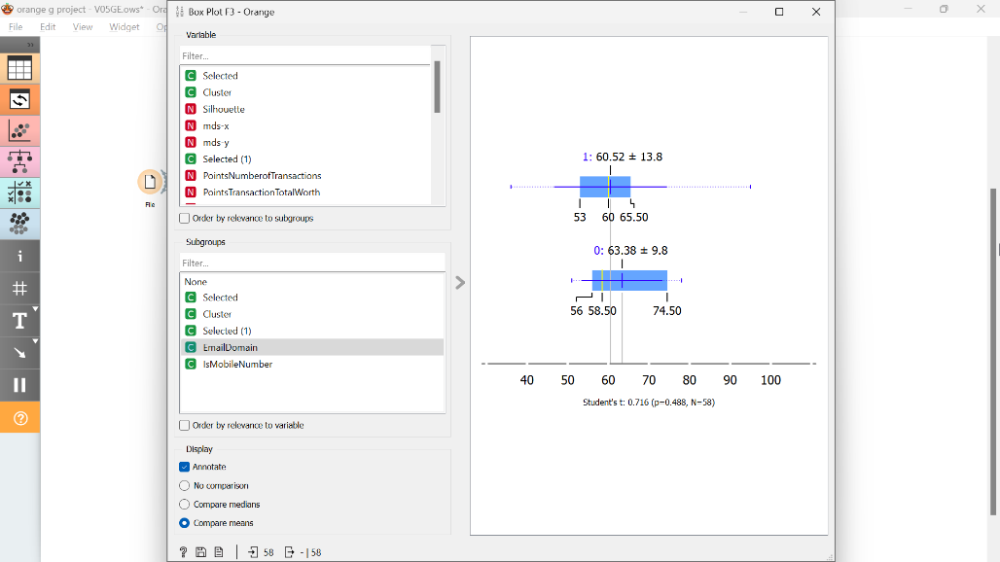 orange g project - V05GE.ows* - Ora
Box Plot F3 - Orange
File Edit View Widget Op
Variable
Filter...
C Selected
C Cluster
N Silhouette
N mds-x
N mds-y
C Selected (1)
N PointsNumberofTransactions
N PointsTransactionTotalWorth
Order by relevance to subgroups
Subgroups
Filter...
None
C Selected
C Cluster
C Selected (1)
C EmailDomain
C IsMobileNumber
Order by relevance to variable
Display
Annotate
No comparison
Compare medians
Compare means
? 58 - | 58
File
i
#
T
?
1: 60.52 ± 13.8
53 60 65.50
0: 63.38 ± 9.8
56 58.50 74.50
40 50 60 70 80 90 100
Student's t: 0.716 (p=0.488, N=58)